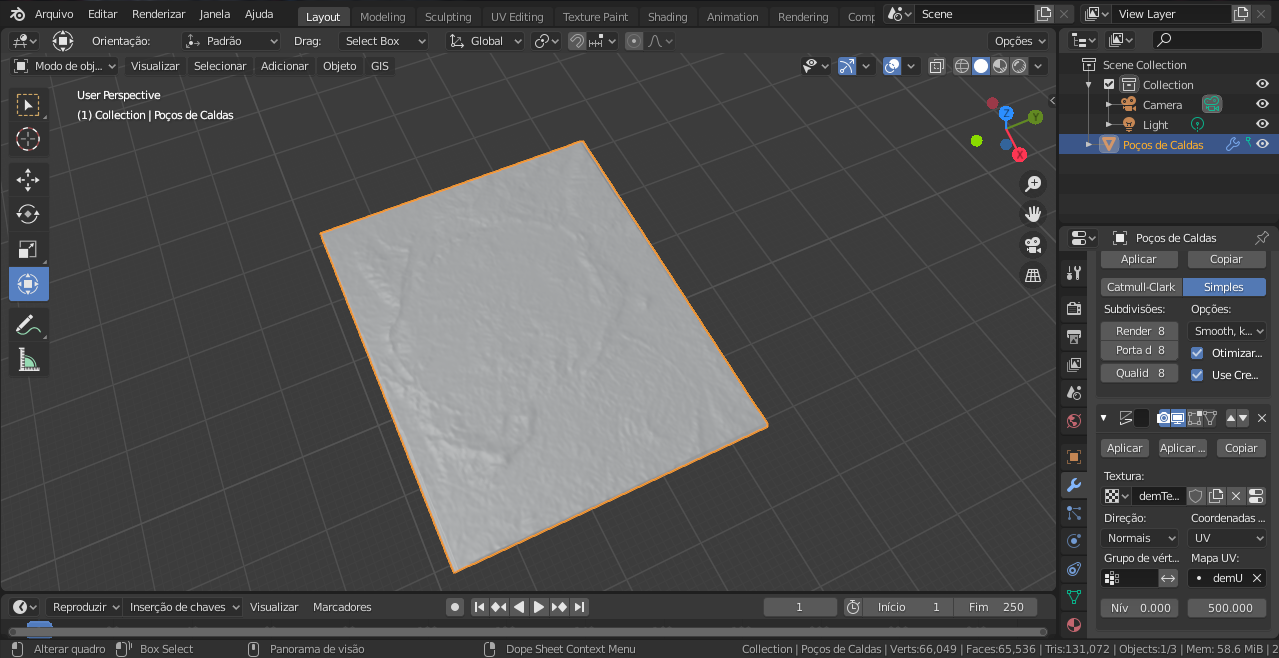 Arquivo Editar Renderizar Janela Ajuda Layout Modeling Sculpting UV Editing Texture Paint Shading Animation Rendering Comp Scene View Layer
Orientação: Padrão Drag: Select Box Global Opções
Modo de obj... Visualizar Selecionar Adicionar Objeto GIS
User Perspective
(1) Collection | Poços de Caldas
Z
Y
X
Scene Collection
Collection
Camera
Light
Poços de Caldas
Poços de Caldas
Aplicar Copiar
Catmull-Clark Simples
Subdivisões: Opções:
Render 8 Smooth, k...
Porta d 8 Otimizar...
Qualid 8 Use Cre...
Aplicar Aplicar ... Copiar
Textura:
demTe...
Direção: Coordenadas ...
Normais UV
Grupo de vért... Mapa UV:
demU
Nív 0.000 500.000
Reproduzir Inserção de chaves Visualizar Marcadores 1 Início 1 Fim 250
Alterar quadro Box Select Panorama de visão Dope Sheet Context Menu Collection | Poços de Caldas | Verts:66,049 | Faces:65,536 | Tris:131,072 | Objects:1/3 | Mem: 58.6 MiB | 2